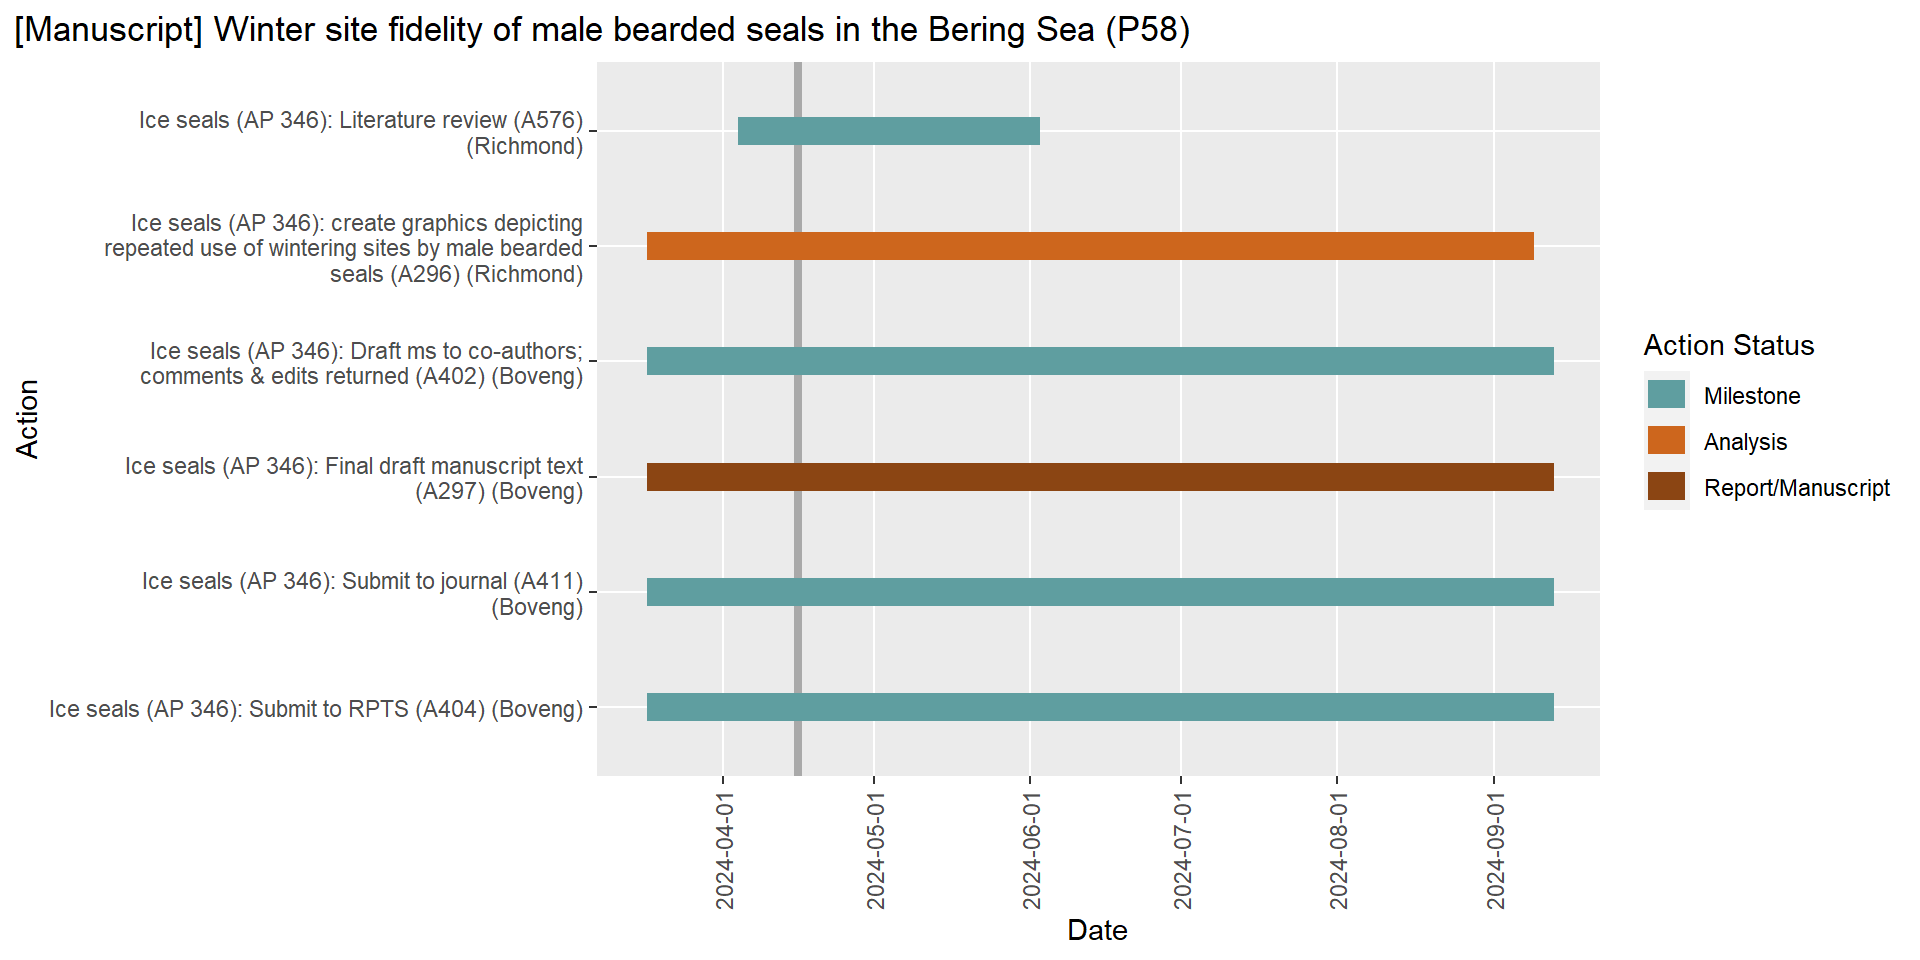 [Manuscript] Winter site fidelity of male bearded seals in the Bering Sea (P58)
Ice seals (AP 346): Literature review (A576)
(Richmond)
Ice seals (AP 346): create graphics depicting
repeated use of wintering sites by male bearded
seals (A296) (Richmond)
Ice seals (AP 346): Draft ms to co-authors;
comments & edits returned (A402) (Boveng)
Ice seals (AP 346): Final draft manuscript text
(A297) (Boveng)
Ice seals (AP 346): Submit to journal (A411)
(Boveng)
Ice seals (AP 346): Submit to RPTS (A404) (Boveng)
Action
2024-04-01
2024-05-01
2024-06-01
2024-07-01
2024-08-01
2024-09-01
Date
Action Status
Milestone
Analysis
Report/Manuscript